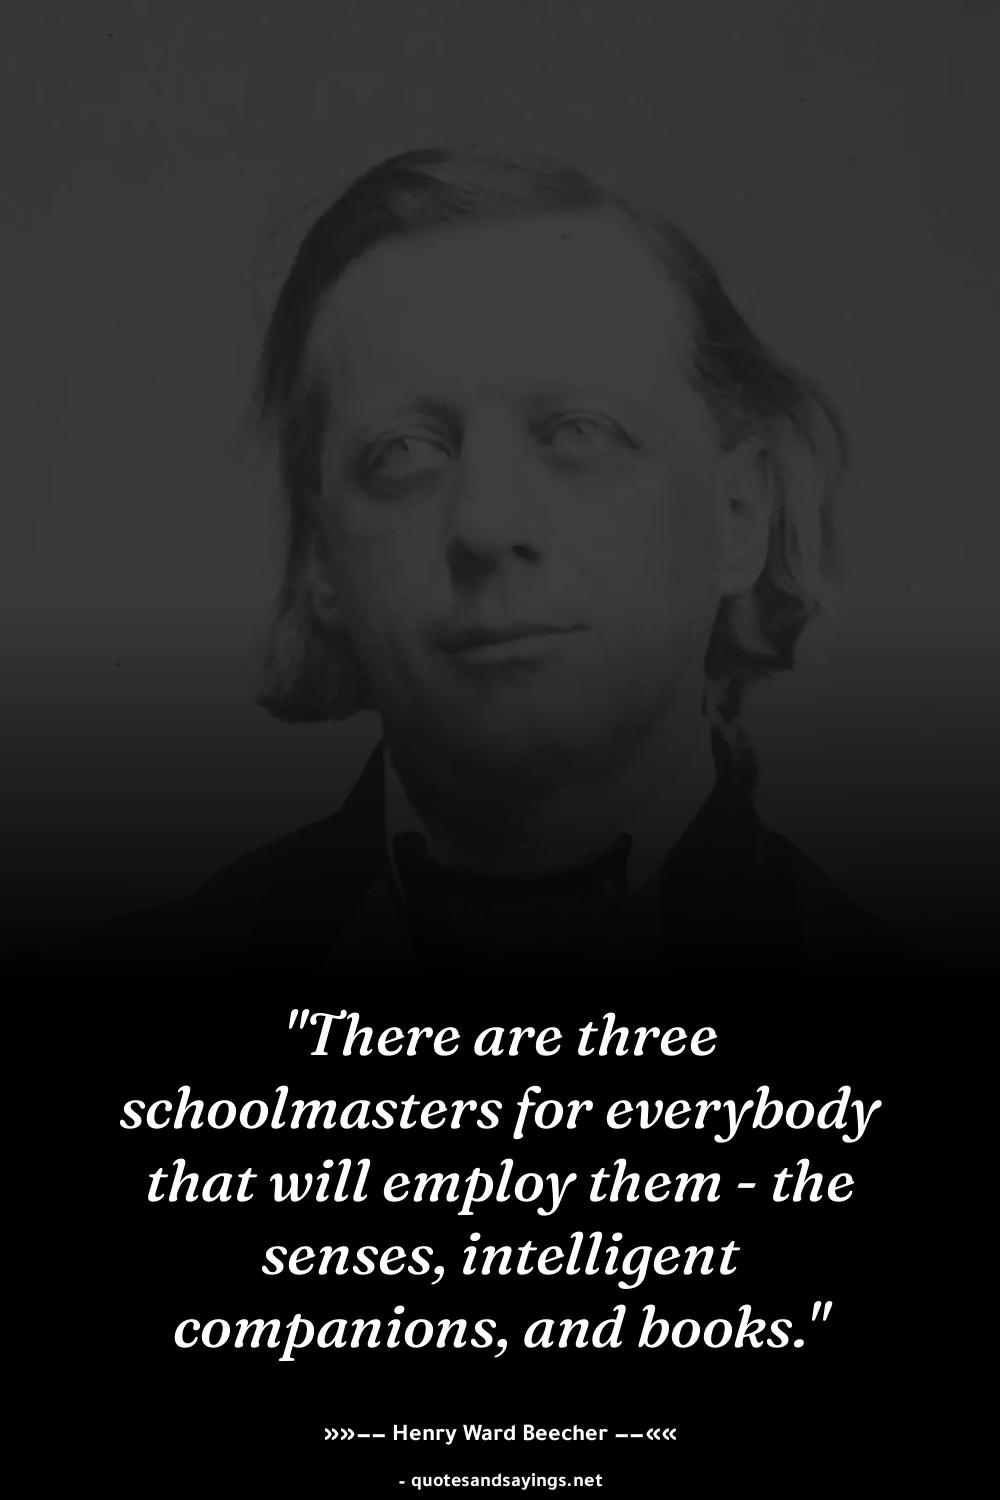 "There are three
schoolmasters for everybody
that will employ them - the
senses, intelligent
companions, and books."
»»–– Henry Ward Beecher ––««
- quotesandsayings.net